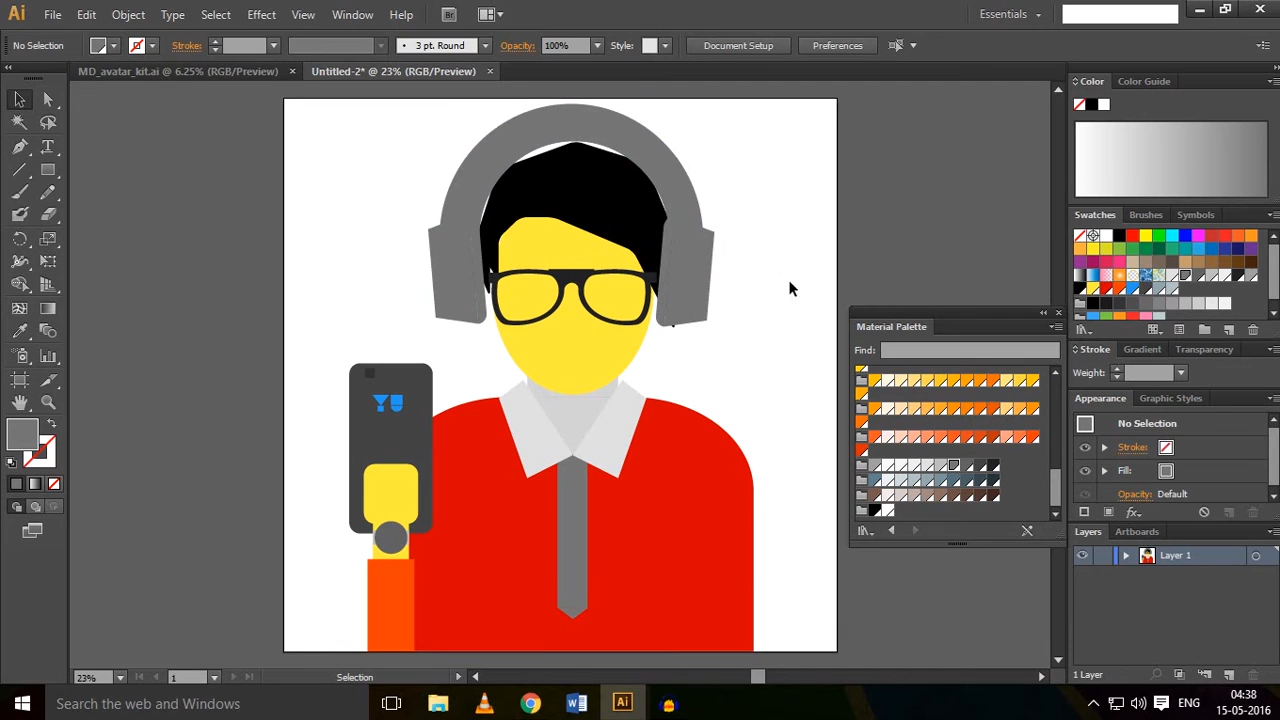 Ai File Edit Object Type Select Effect View Window Help Br Essentials
No Selection Stroke: 3 pt. Round Opacity: 100% Style: Document Setup Preferences
MD_avatar_kit.ai @ 6.25% (RGB/Preview) × Untitled-2* @ 23% (RGB/Preview) ×
Color Color Guide
Swatches Brushes Symbols
Material Palette
Find:
Stroke Gradient Transparency
Weight:
Appearance Graphic Styles
No Selection
Stroke:
Fill:
Opacity: Default
fx
Layers Artboards
Layer 1
YU
1 Layer
23% 1 Selection
Search the web and Windows
Ai
ENG
04:38
15-05-2016